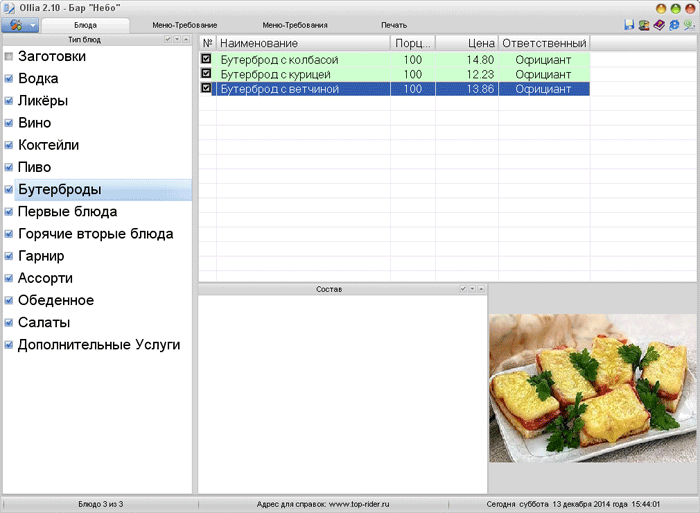 Ollia 2.10 - Бар "Небо"
Блюда Меню-Требование Меню-Требования Печать
Тип блюд
Заготовки
Водка
Ликёры
Вино
Коктейли
Пиво
Бутерброды
Первые блюда
Горячие вторые блюда
Гарнир
Ассорти
Обеденное
Салаты
Дополнительные Услуги
№ Наименование Порц... Цена Ответственный
Бутерброд с колбасой 100 14.80 Официант
Бутерброд с курицей 100 12.23 Официант
Бутерброд с ветчиной 100 13.86 Официант
Состав
Блюдо 3 из 3 Адрес для справок: www.top-rider.ru Сегодня суббота 13 декабря 2014 года 15:44:01